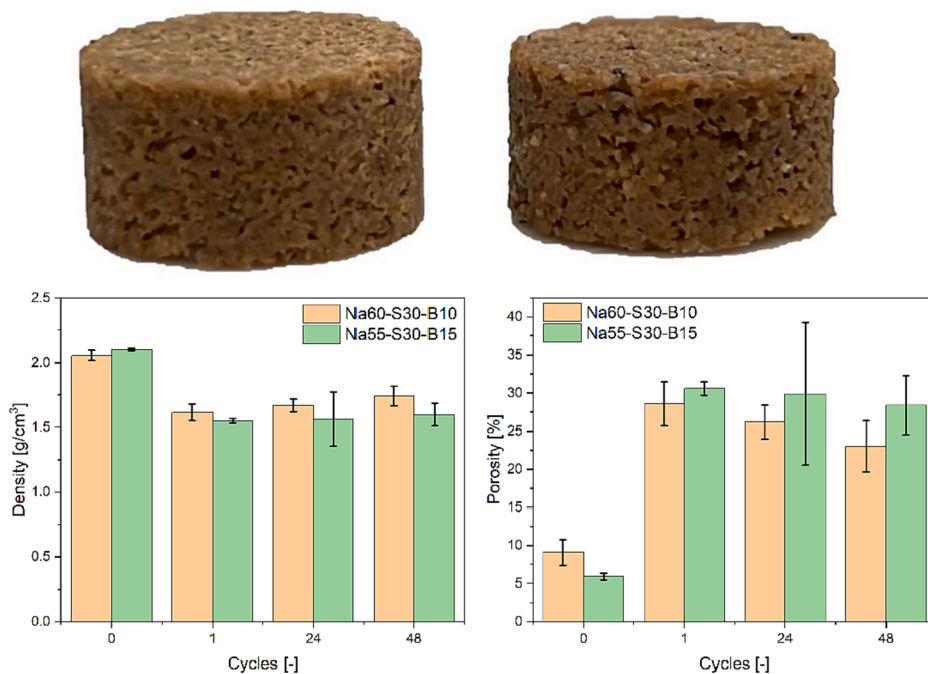 2.5
2.0
1.5
1.0
0.5
0.0
Density [g/cm³]
Na60-S30-B10
Na55-S30-B15
0 1 24 48
Cycles [-]
40
35
30
25
20
15
10
5
0
Porosity [%]
Na60-S30-B10
Na55-S30-B15
0 1 24 48
Cycles [-]